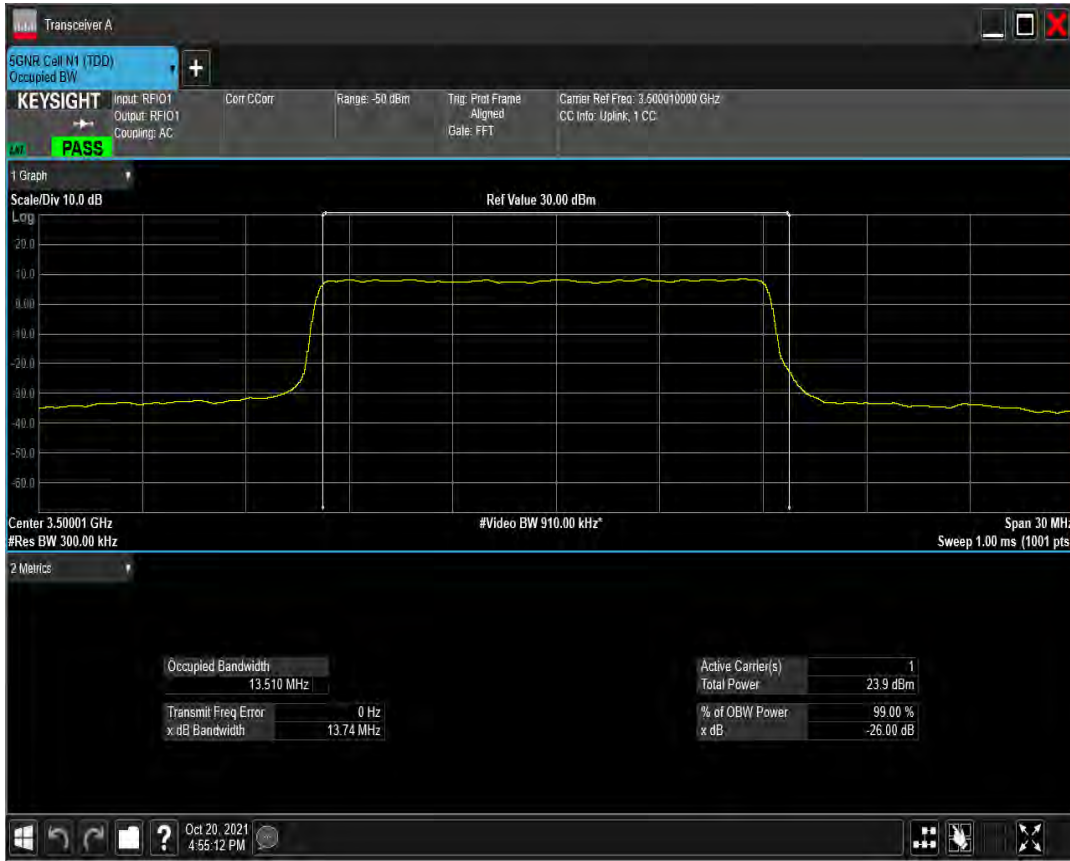 Transceiver A
5GNR Cell N1 (TDD)
Occupied BW
+
KEYSIGHT
Input: RFIO1
Output: RFIO1
Coupling: AC
Corr CCorr
Range: -50 dBm
Trig: Prot Frame
Aligned
Gate: FFT
Carrier Ref Freq: 3.500010000 GHz
CC Info: Uplink, 1 CC
PASS
1 Graph
Scale/Div 10.0 dB
Ref Value 30.00 dBm
Log
20.0
10.0
0.00
-10.0
-20.0
-30.0
-40.0
-50.0
-60.0
Center 3.50001 GHz
#Video BW 910.00 kHz*
Span 30 MHz
#Res BW 300.00 kHz
Sweep 1.00 ms (1001 pts
2 Metrics
Occupied Bandwidth
13.510 MHz
Transmit Freq Error 0 Hz
x dB Bandwidth 13.74 MHz
Active Carrier(s) 1
Total Power 23.9 dBm
% of OBW Power 99.00 %
x dB -26.00 dB
?
Oct 20, 2021
4:55:12 PM